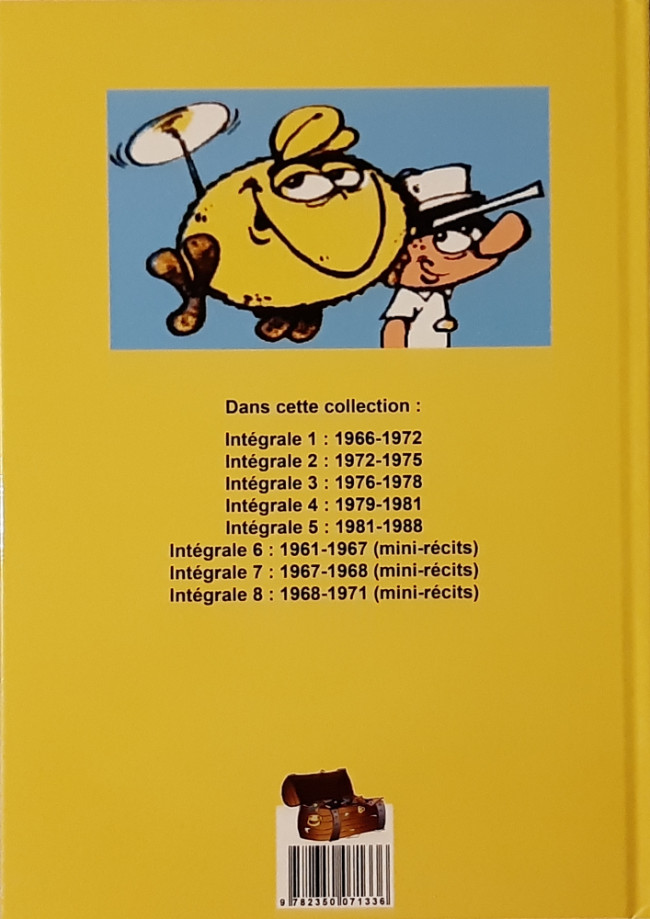 Dans cette collection :
Intégrale 1 : 1966-1972
Intégrale 2 : 1972-1975
Intégrale 3 : 1976-1978
Intégrale 4 : 1979-1981
Intégrale 5 : 1981-1988
Intégrale 6 : 1961-1967 (mini-récits)
Intégrale 7 : 1967-1968 (mini-récits)
Intégrale 8 : 1968-1971 (mini-récits)
9 782350 071336